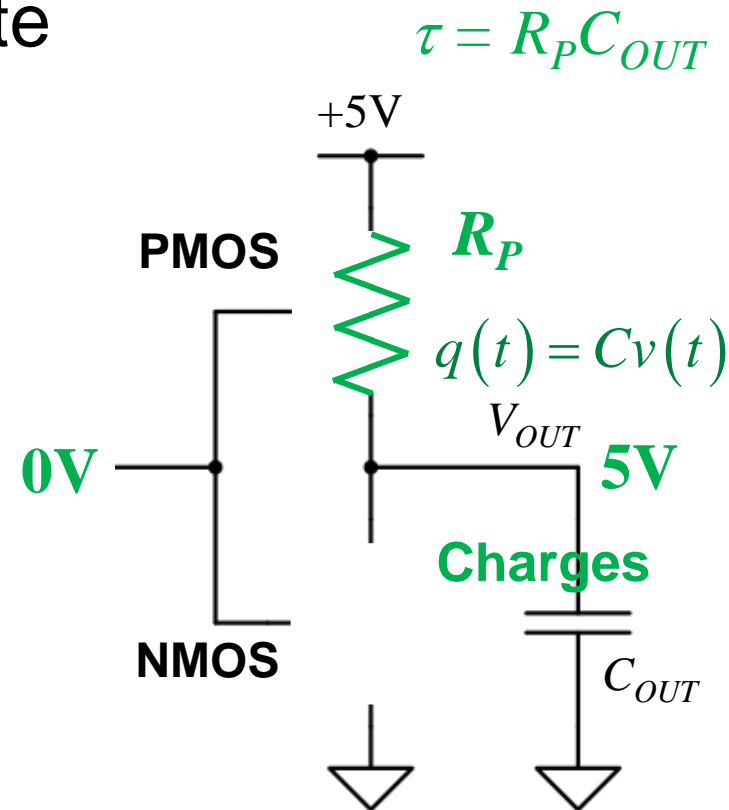 te
τ = R_P C_OUT
+5V
PMOS
R_P
q(t) = Cv(t)
V_OUT
0V
5V
Charges
NMOS
C_OUT